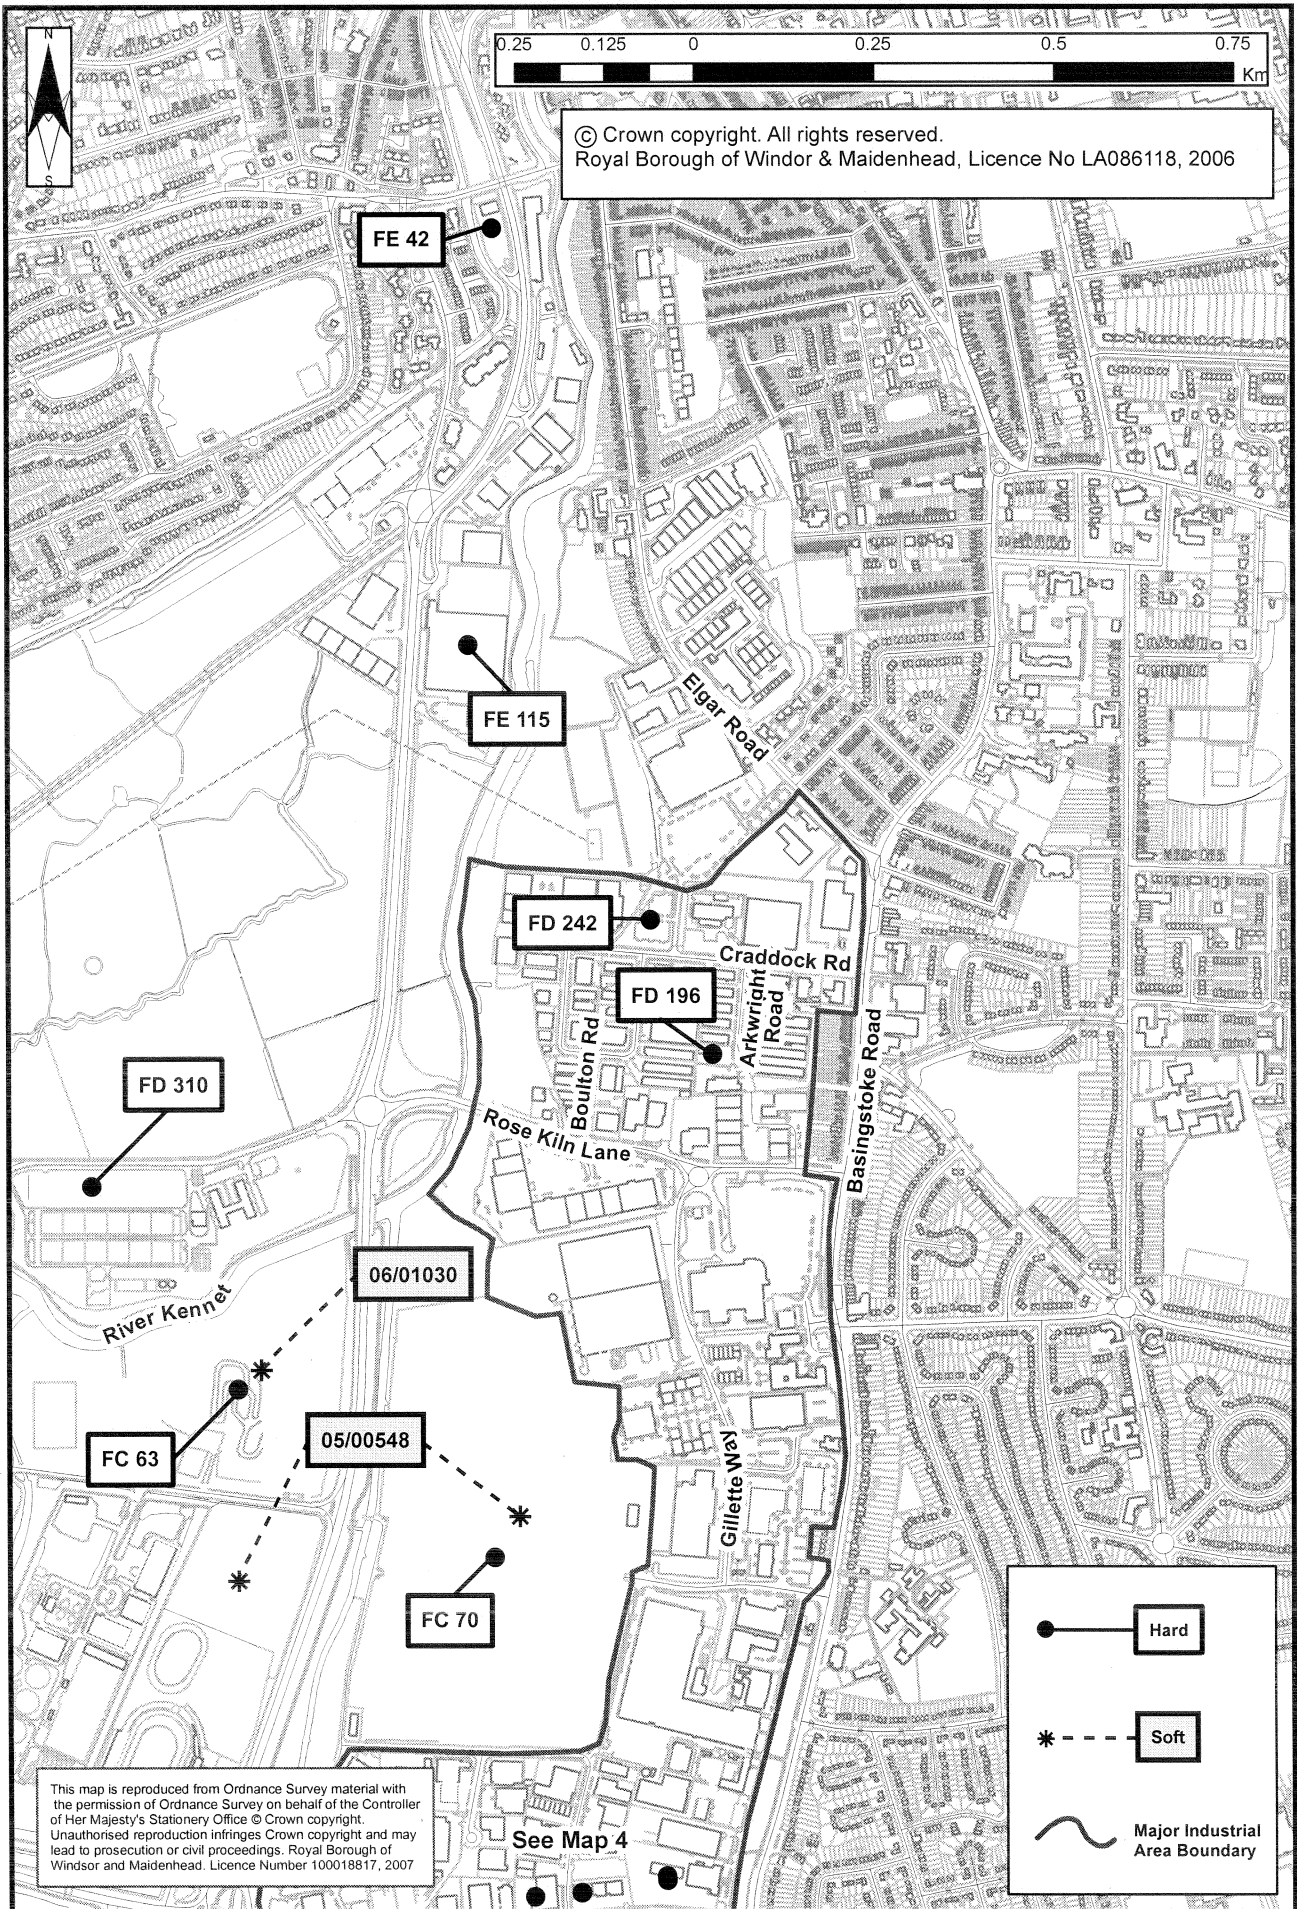 N
S
0.25 0.125 0 0.25 0.5 0.75
Km
© Crown copyright. All rights reserved.
Royal Borough of Windor & Maidenhead, Licence No LA086118, 2006
FE 42
FE 115
Elgar Road
FD 242
Craddock Rd
FD 196
Arkwright
Road
Boulton Rd
Basingstoke Road
FD 310
Rose Kiln Lane
06/01030
River Kennet
FC 63
05/00548
Gillette Way
FC 70
Hard
Soft
Major Industrial
Area Boundary
This map is reproduced from Ordnance Survey material with
the permission of Ordnance Survey on behalf of the Controller
of Her Majesty's Stationery Office © Crown copyright.
Unauthorised reproduction infringes Crown copyright and may
lead to prosecution or civil proceedings. Royal Borough of
Windsor and Maidenhead. Licence Number 100018817, 2007
See Map 4